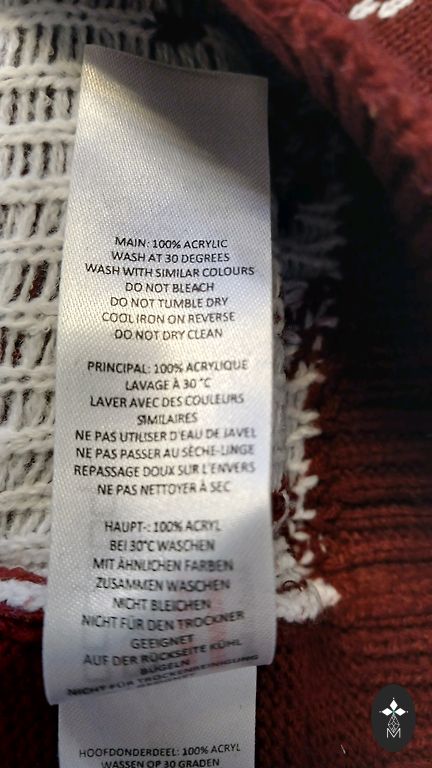 MAIN: 100% ACRYLIC
WASH AT 30 DEGREES
WASH WITH SIMILAR COLOURS
DO NOT BLEACH
DO NOT TUMBLE DRY
COOL IRON ON REVERSE
DO NOT DRY CLEAN
PRINCIPAL: 100% ACRYLIQUE
LAVAGE À 30 °C
LAVER AVEC DES COULEURS
SIMILAIRES
NE PAS UTILISER D'EAU DE JAVEL
NE PAS PASSER AU SÈCHE-LINGE
REPASSAGE DOUX SUR L'ENVERS
NE PAS NETTOYER À SEC
HAUPT-: 100% ACRYL
BEI 30°C WASCHEN
MIT ÄHNLICHEN FARBEN
ZUSAMMEN WASCHEN
NICHT BLEICHEN
NICHT FÜR DEN TROCKNER
GEEIGNET
AUF DER RÜCKSEITE KÜHL
BÜGELN
NICHT FÜR TROCKENREINIGUNG
HOOFDONDERDEEL: 100% ACRYL
WASSEN OP 30 GRADEN
M